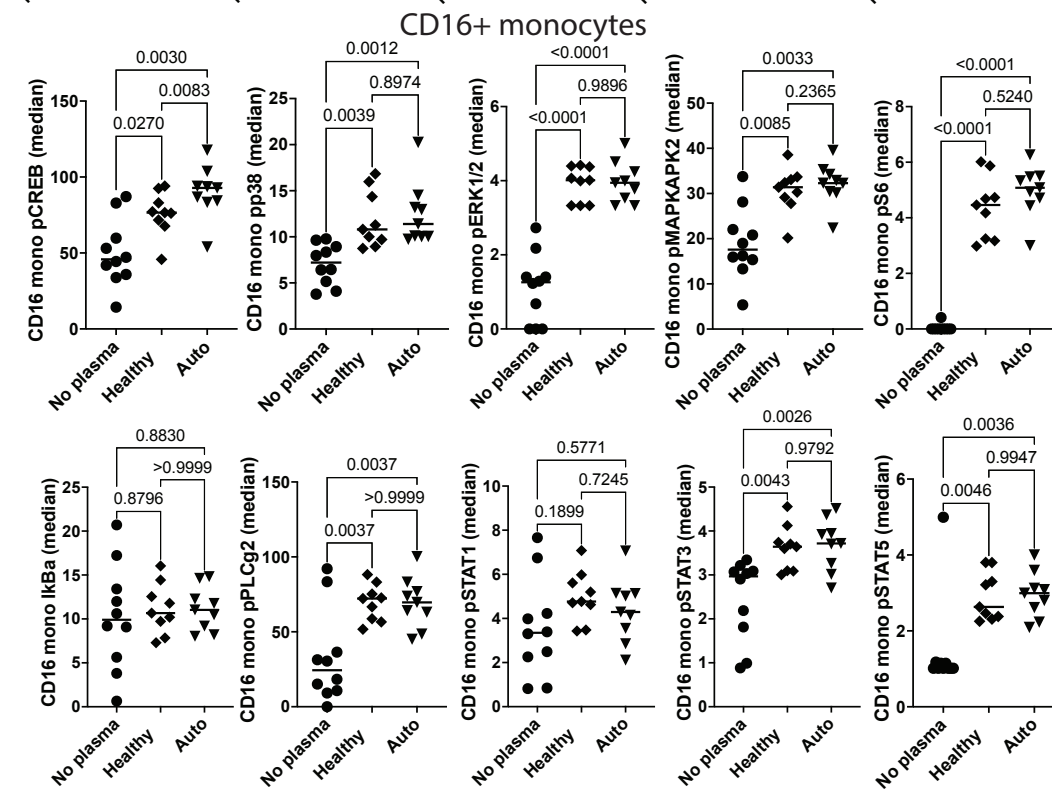 CD16+ monocytes
CD16 mono pCREB (median)
0.0030
0.0083
0.0270
150
100
50
0
No plasma
Healthy
Auto
CD16 mono pp38 (median)
0.0012
0.8974
0.0039
25
20
15
10
5
0
No plasma
Healthy
Auto
CD16 mono pERK1/2 (median)
<0.0001
0.9896
<0.0001
6
4
2
0
No plasma
Healthy
Auto
CD16 mono pMAPKAPK2 (median)
0.0033
0.2365
0.0085
50
40
30
20
10
0
No plasma
Healthy
Auto
CD16 mono pS6 (median)
<0.0001
0.5240
<0.0001
8
6
4
2
0
No plasma
Healthy
Auto
CD16 mono IkBa (median)
0.8830
>0.9999
0.8796
25
20
15
10
5
0
No plasma
Healthy
Auto
CD16 mono pPLCg2 (median)
0.0037
>0.9999
0.0037
150
100
50
0
No plasma
Healthy
Auto
CD16 mono pSTAT1 (median)
0.5771
0.7245
0.1899
10
8
6
4
2
0
No plasma
Healthy
Auto
CD16 mono pSTAT3 (median)
0.0026
0.9792
0.0043
5
4
3
2
1
0
No plasma
Healthy
Auto
CD16 mono pSTAT5 (median)
0.0036
0.9947
0.0046
6
4
2
0
No plasma
Healthy
Auto